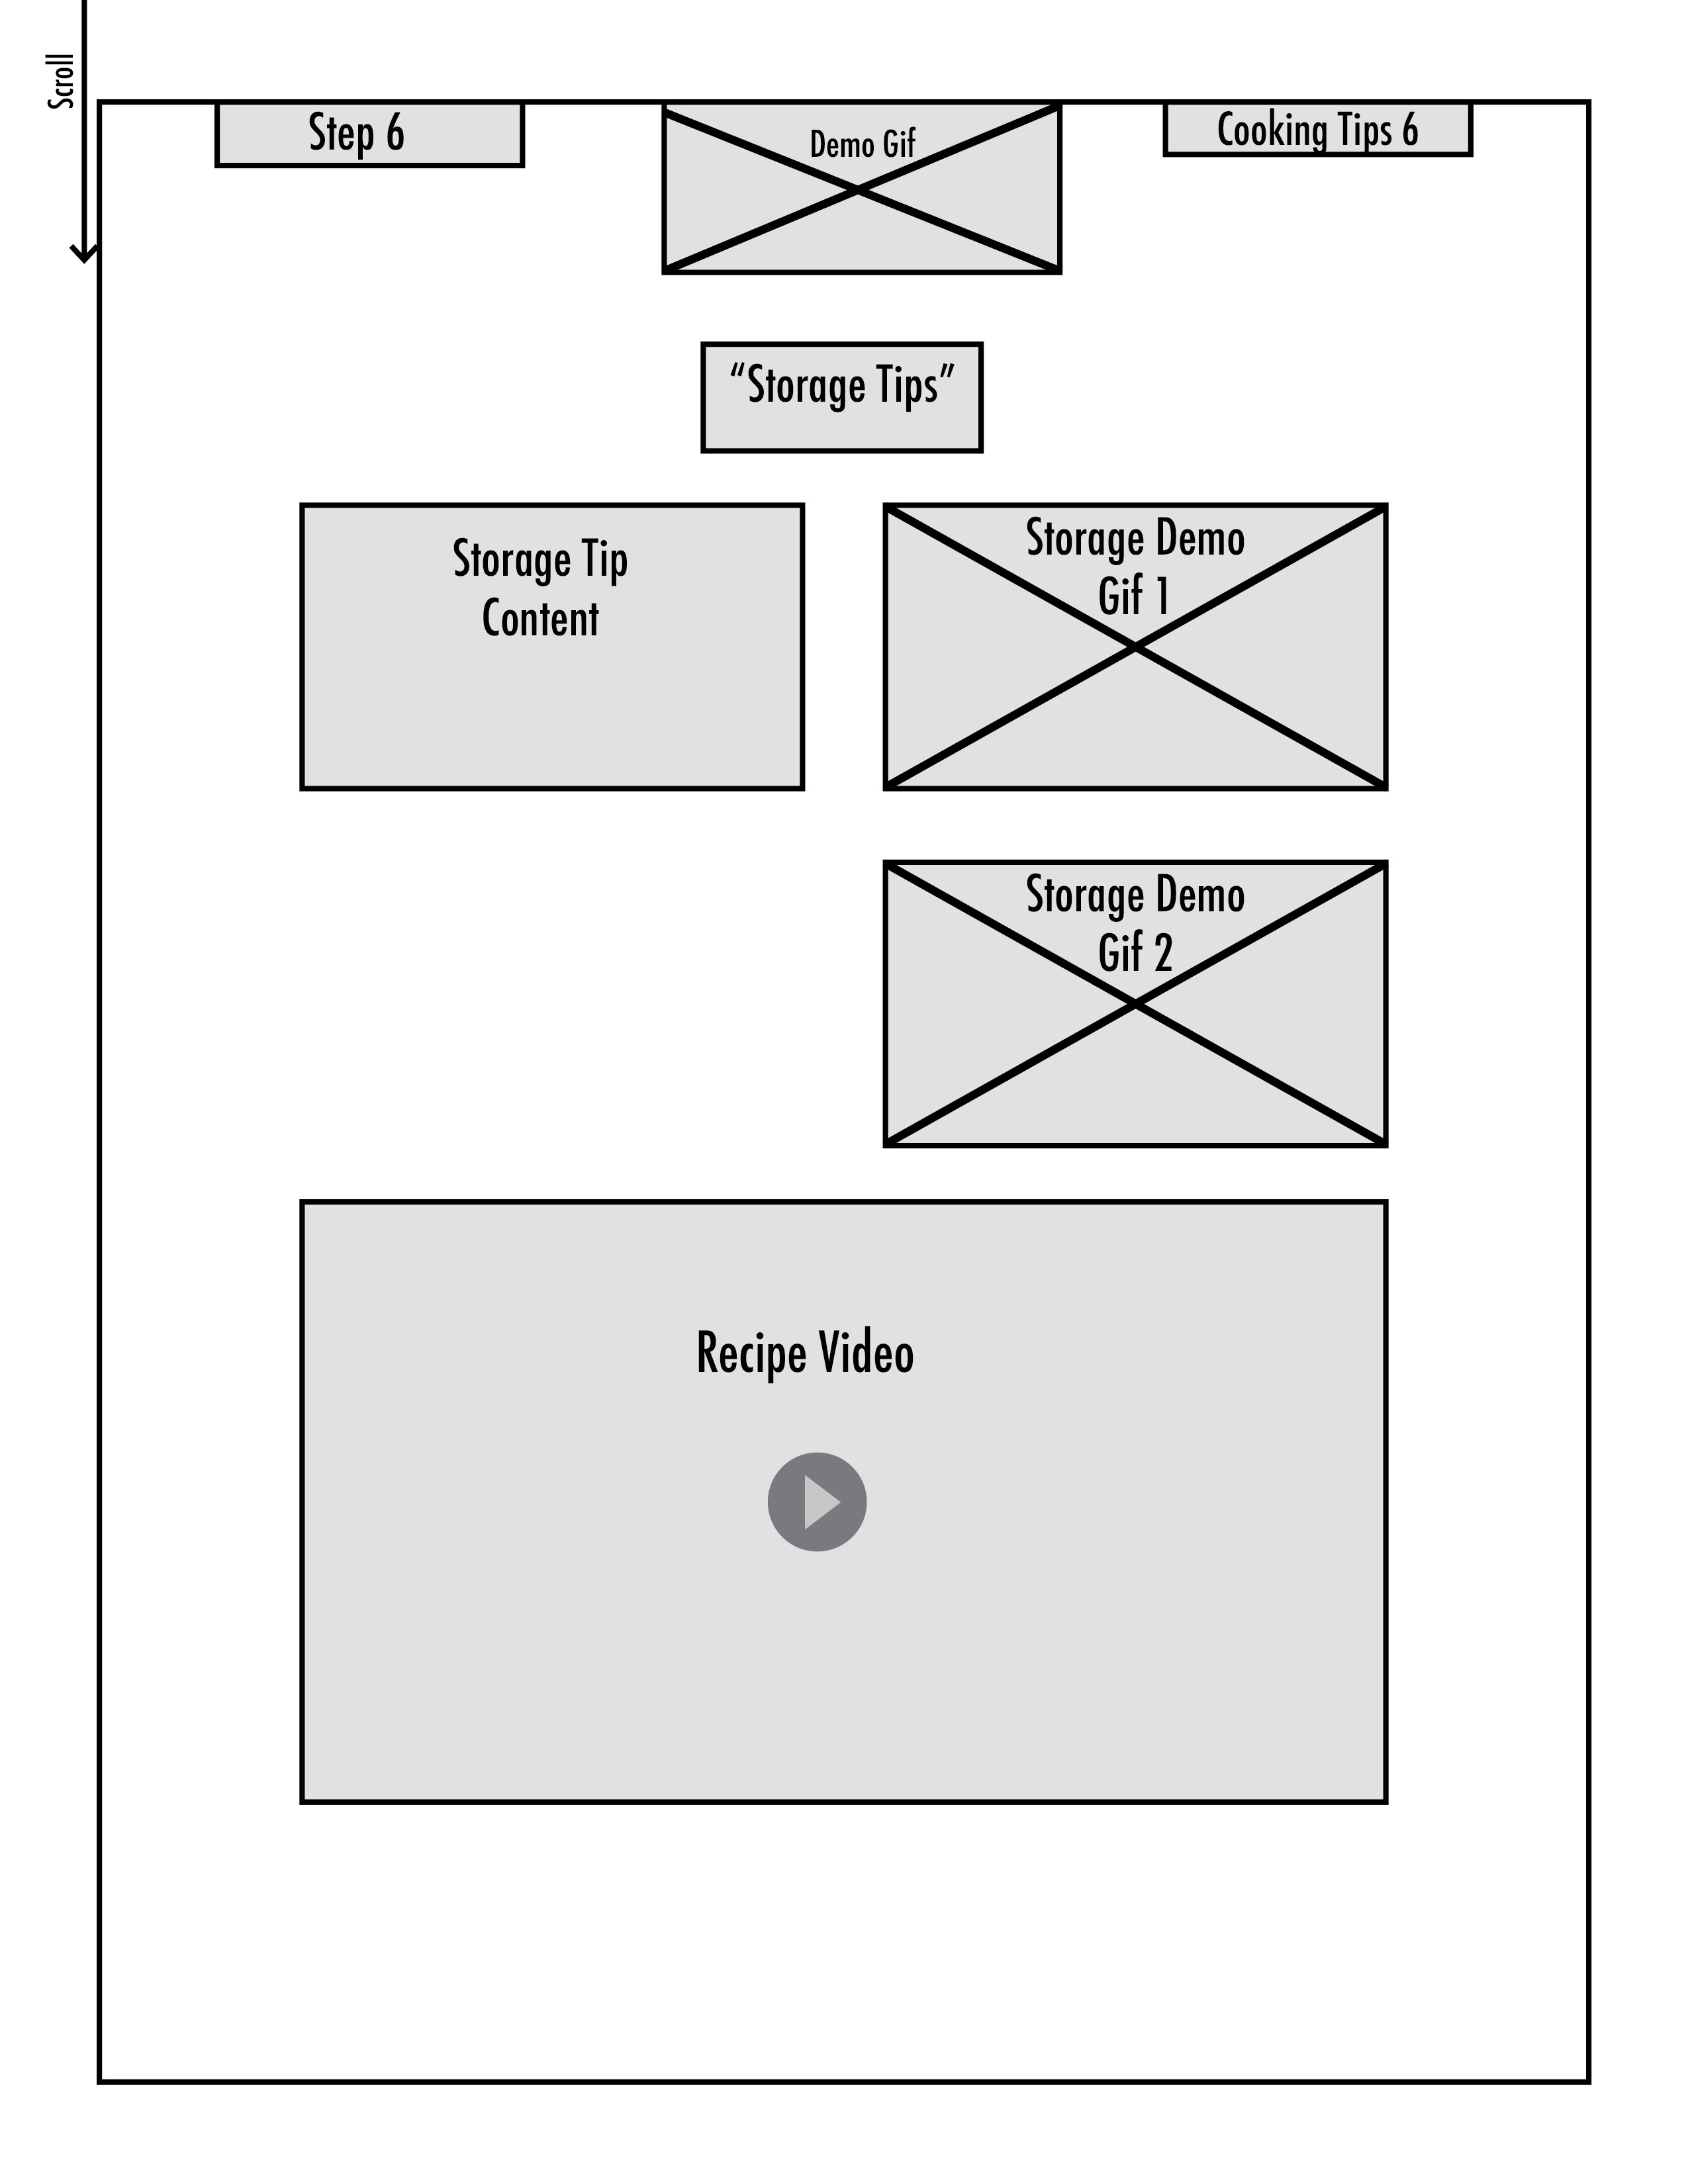 Scroll
Step 6
Demo Gif
Cooking Tips 6
“Storage Tips”
Storage Tip
Content
Storage Demo
Gif 1
Storage Demo
Gif 2
Recipe Video